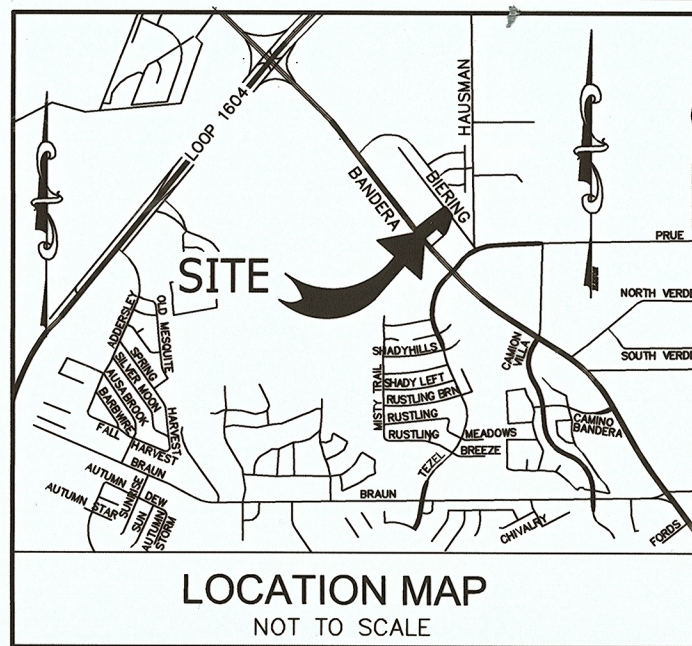 LOOP 1604
HAUSMAN
BANDERA
BIERING
PRUE
SITE
NORTH VERDE
SOUTH VERDE
ADDERSLEY
OLD MESQUITE
SPRING
SILVER MOON
AUSABROOK
BARBWIRE
FALL
HARVEST
HARVEST
BRAUN
AUTUMN
AUTUMN STAR
SUNRISE
SUN DEW
AUTUMN
STORM
MISTY TRAIL
SHADYHILLS
SHADY LEFT
RUSTLING BRN
RUSTLING
RUSTLING
MEADOWS
BREEZE
TEZEL
CAMION
VILLA
CAMINO
BANDERA
BRAUN
CHIVALRY
FORDS
LOCATION MAP
NOT TO SCALE